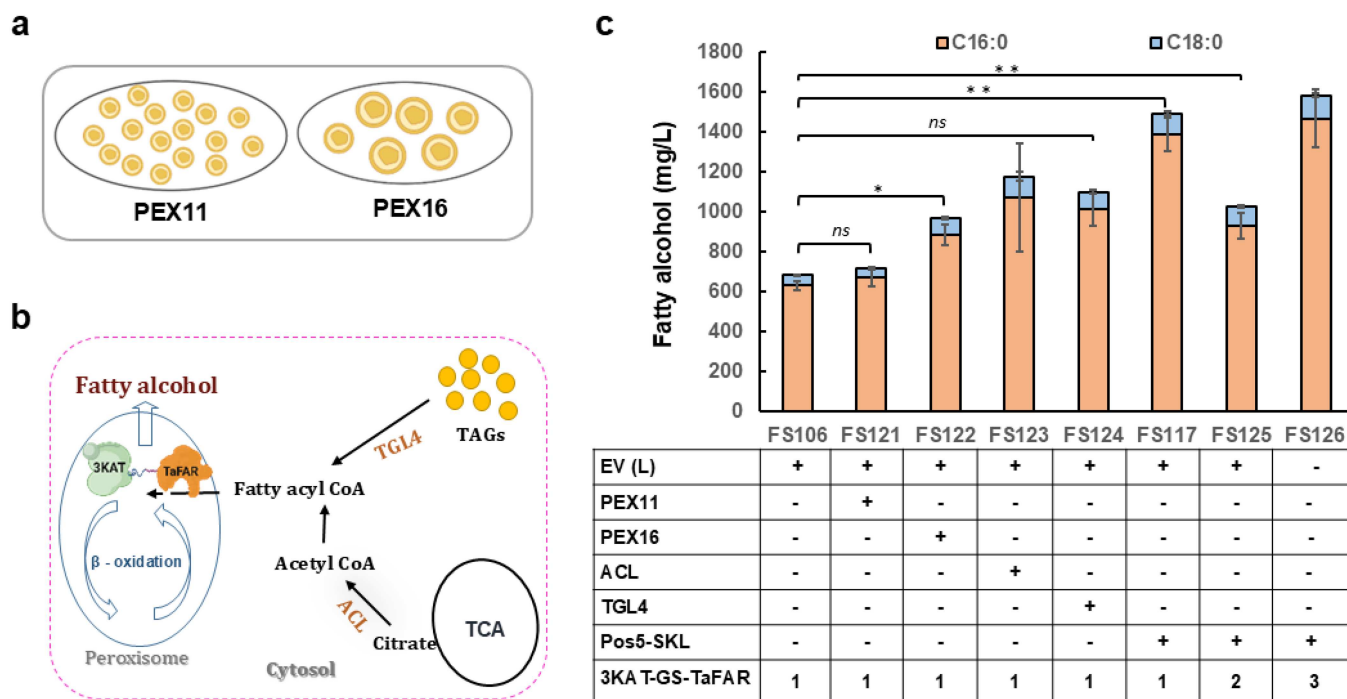 a
PEX11
PEX16
b
Fatty alcohol
3KAT
TaFAR
TAGs
TGL4
Fatty acyl CoA
β - oxidation
Acetyl CoA
ACL
Citrate
TCA
Peroxisome
Cytosol
c
C16:0 C18:0
Fatty alcohol (mg/L)
1800
1600
1400
1200
1000
800
600
400
200
0
* *
* *
ns
*
ns
FS106 FS121 FS122 FS123 FS124 FS117 FS125 FS126
EV (L) + + + + + + + -
PEX11 - + - - - - - -
PEX16 - - + - - - - -
ACL - - - + - - - -
TGL4 - - - - + - - -
Pos5-SKL - - - - - + + +
3KAT-GS-TaFAR 1 1 1 1 1 1 2 3